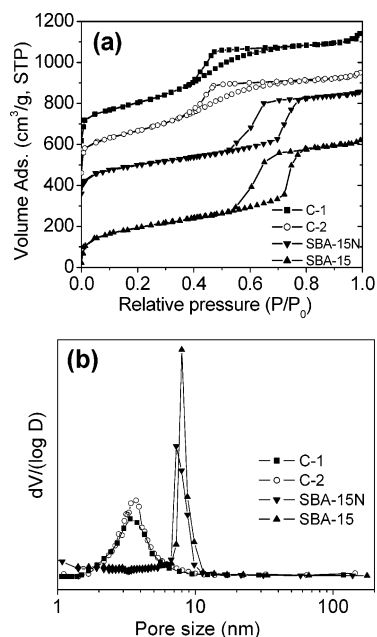 (a)
Volume Ads. (cm³/g, STP)
1200
1000
800
600
400
200
0
C-1
C-2
SBA-15N
SBA-15
0.0 0.2 0.4 0.6 0.8 1.0
Relative pressure (P/P₀)
(b)
dV/(log D)
C-1
C-2
SBA-15N
SBA-15
1 10 100
Pore size (nm)